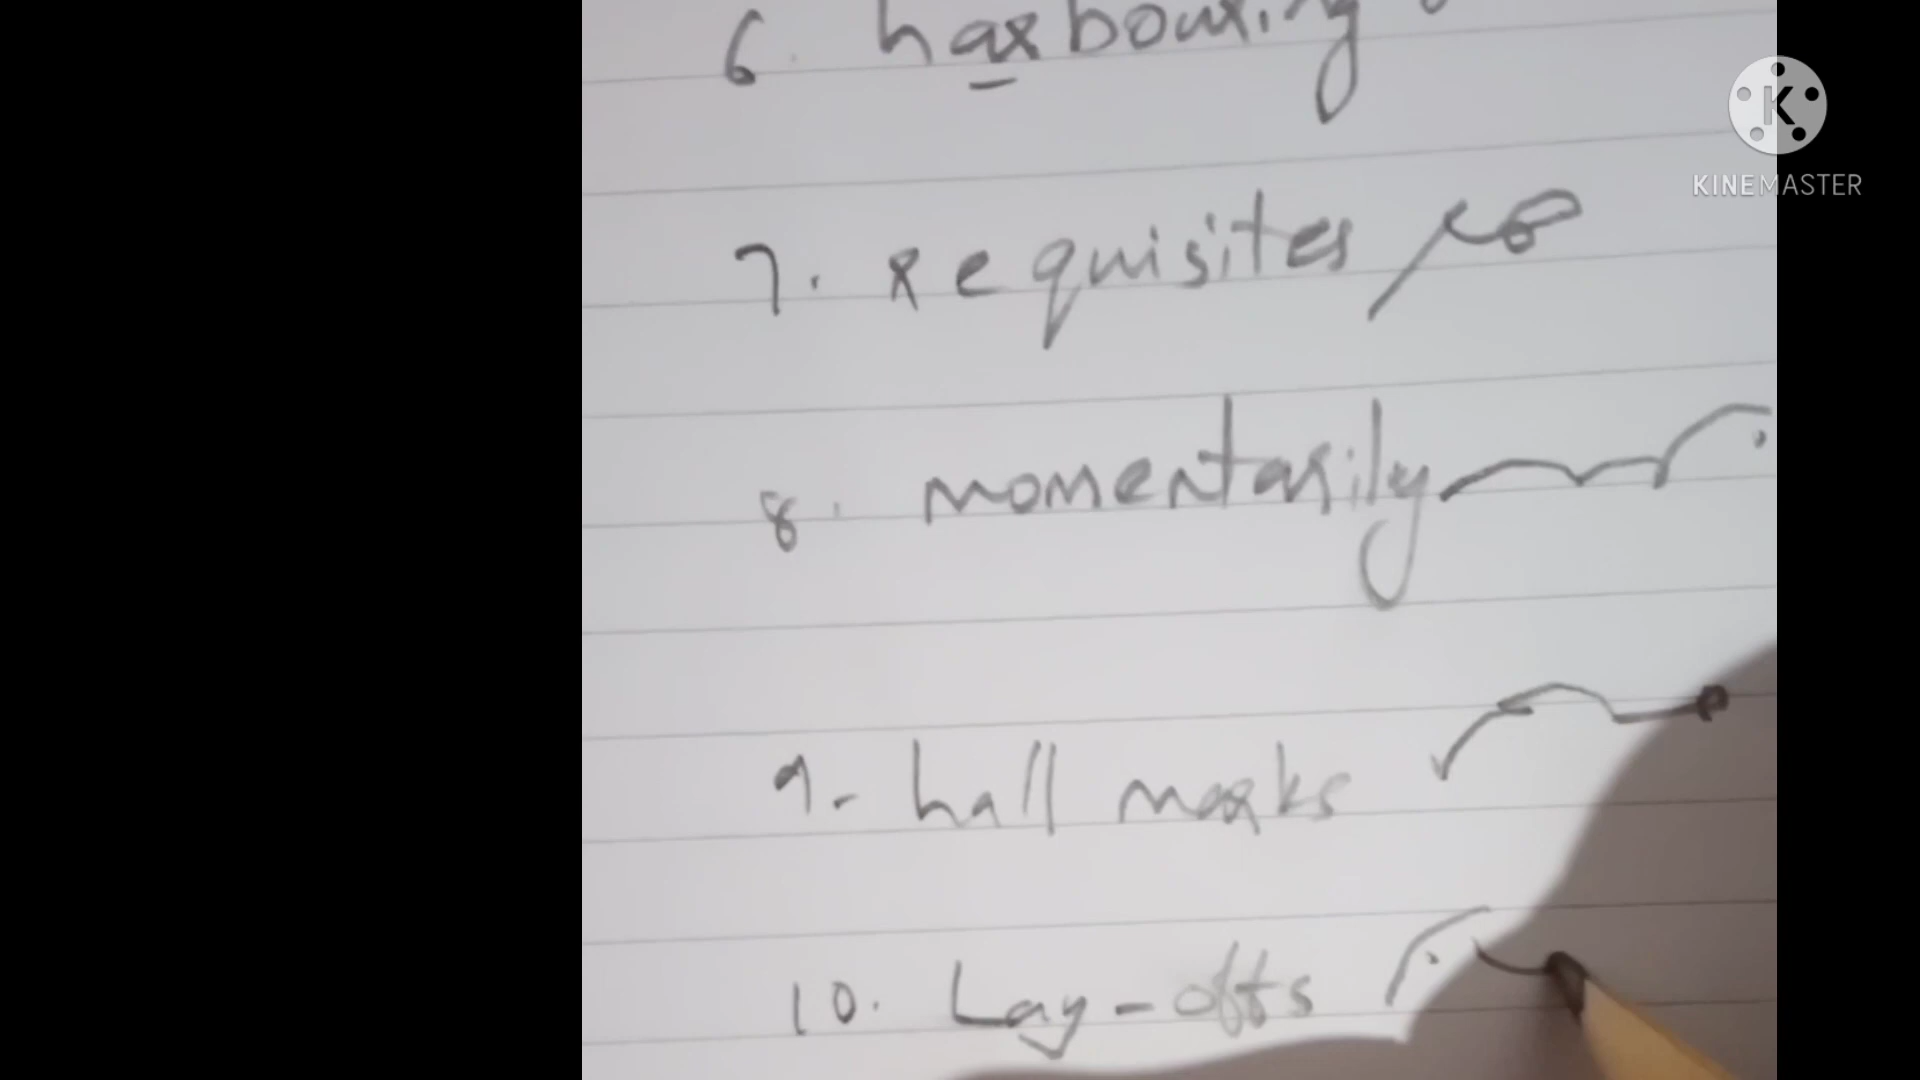 6. harbouring
7. requisites
8. momentarily
9- hall marks
10. Lay-offs
KINEMASTER